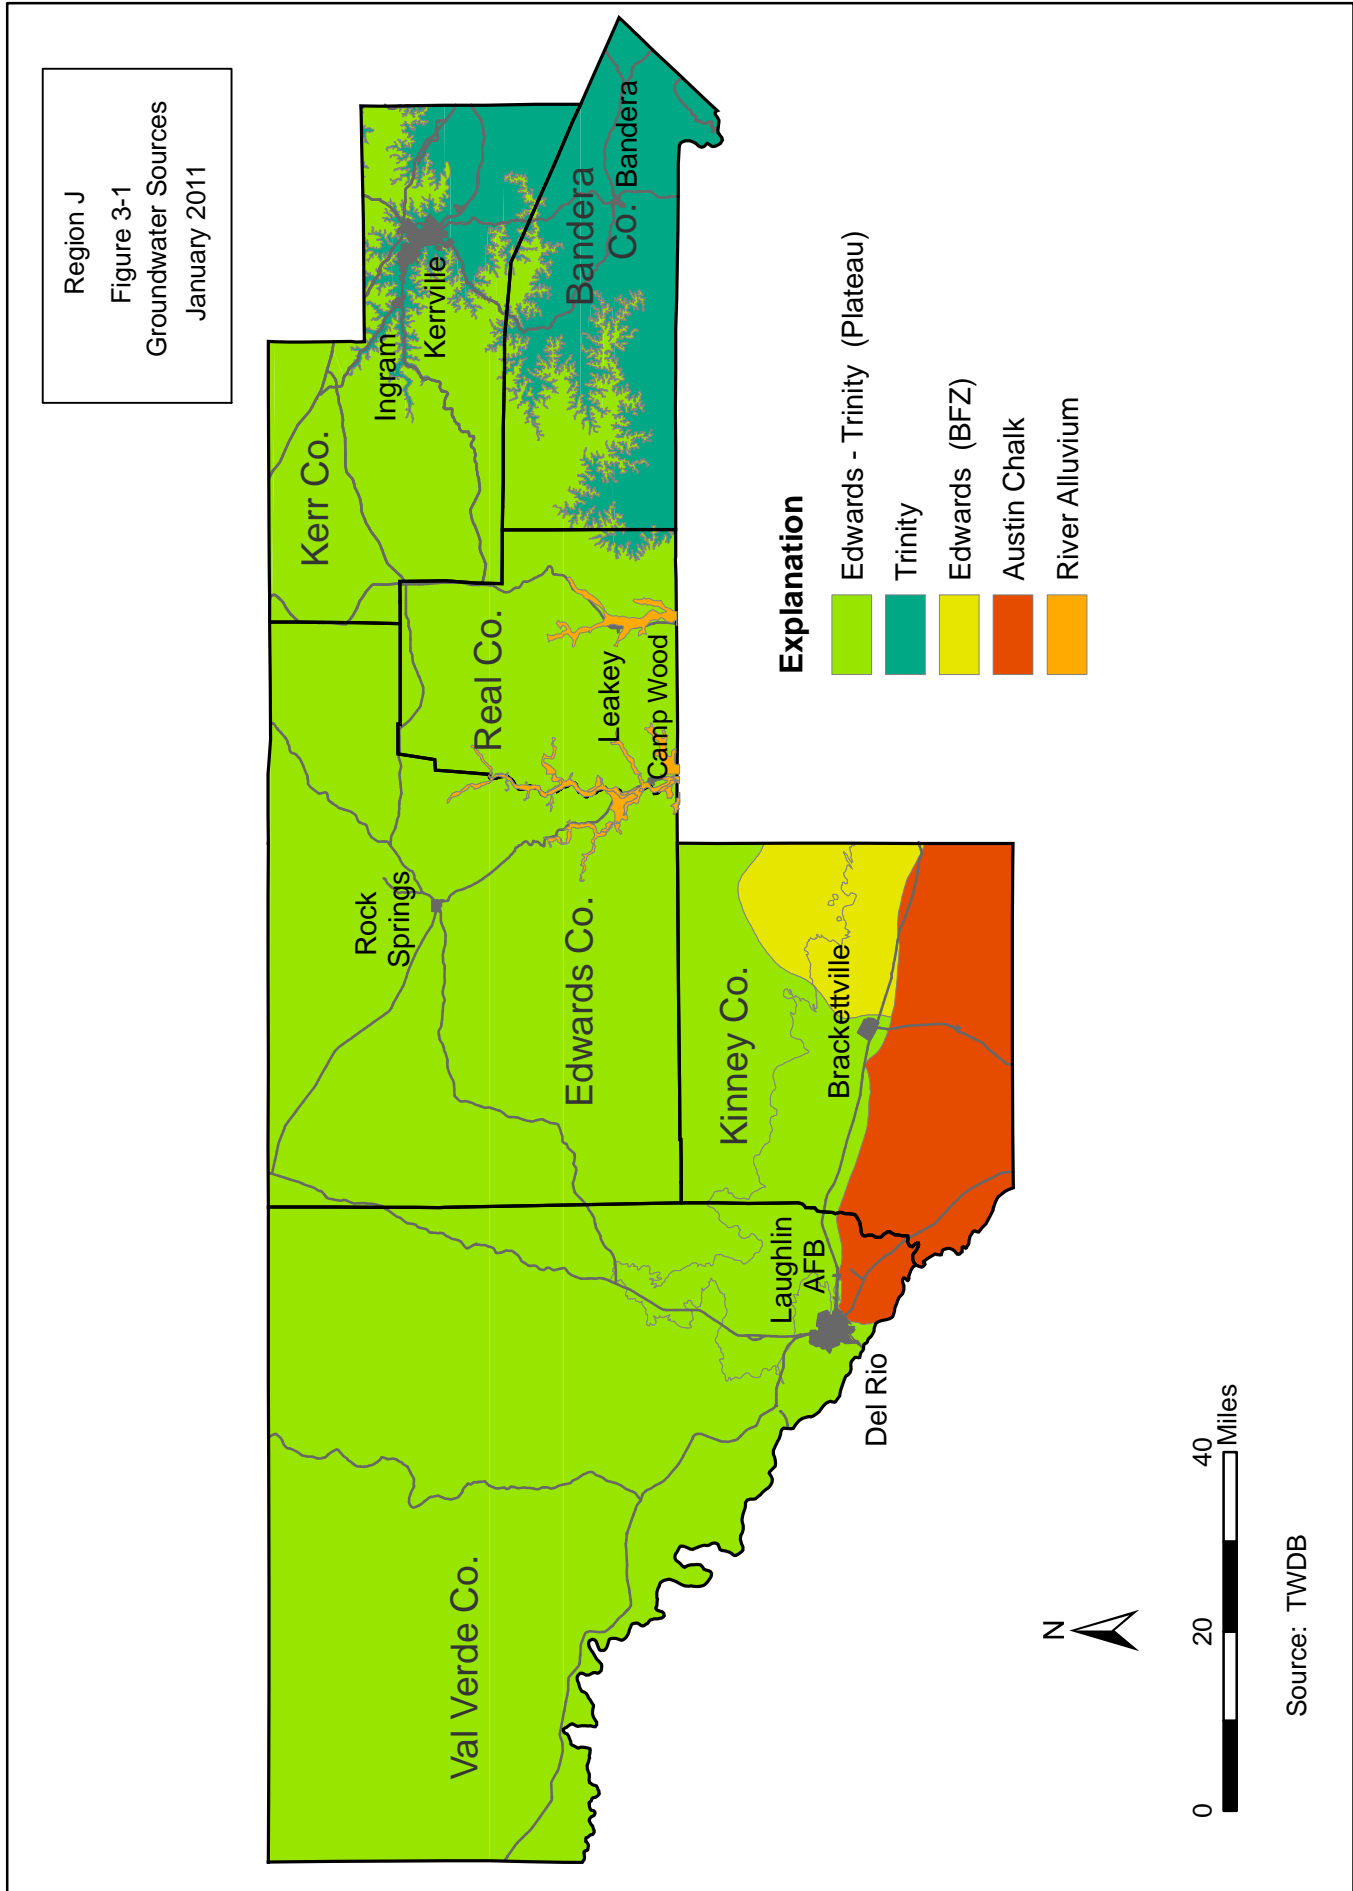 Region J
Figure 3-1
Groundwater Sources
January 2011
Val Verde Co.
Edwards Co.
Rock
Springs
Real Co.
Leakey
Camp Wood
Kerr Co.
Ingram
Kerrville
Bandera
Co.
Bandera
Kinney Co.
Brackettville
Laughlin
AFB
Del Rio
Explanation
Edwards - Trinity (Plateau)
Trinity
Edwards (BFZ)
Austin Chalk
River Alluvium
N
0 20 40
Miles
Source: TWDB